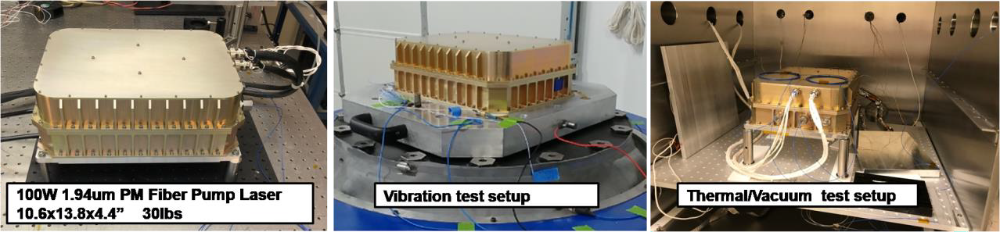 100W 1.94um PM Fiber Pump Laser
10.6x13.8x4.4” 30lbs
Vibration test setup
Thermal/Vacuum test setup